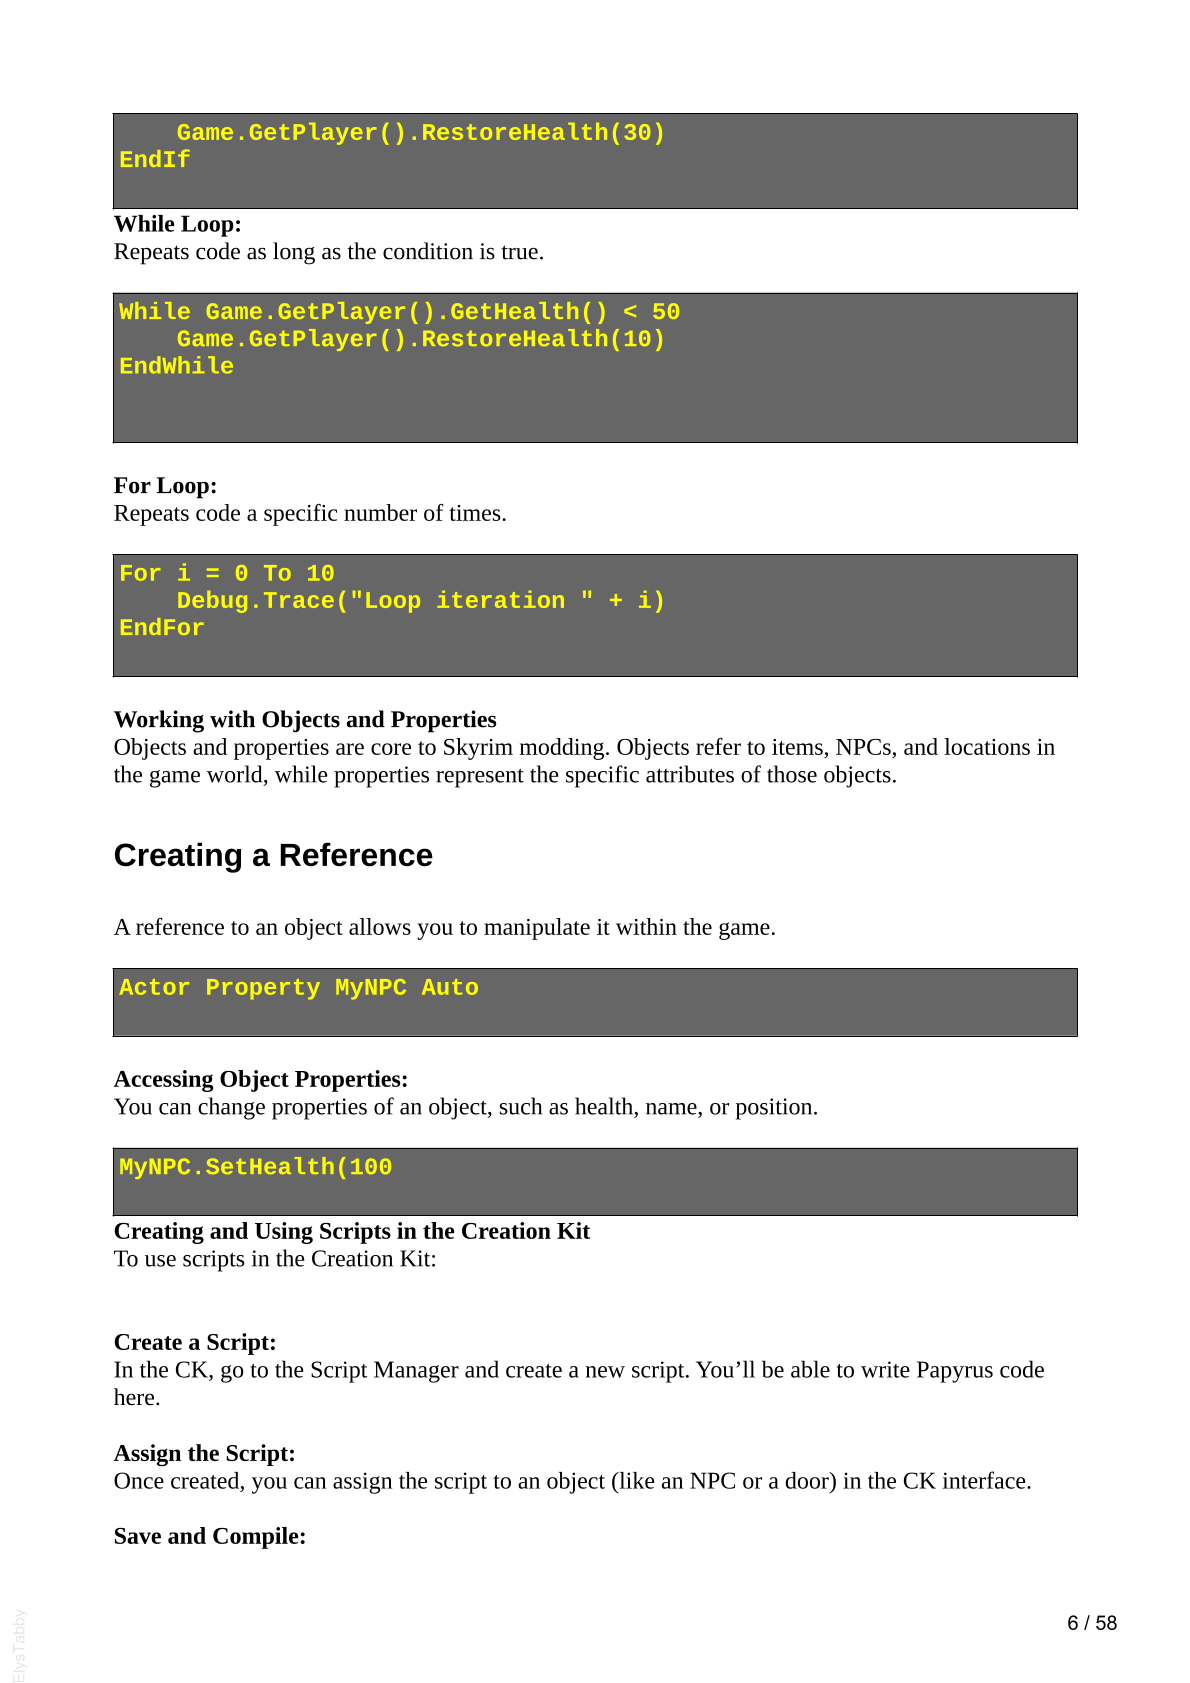 Game.GetPlayer().RestoreHealth(30)
EndIf
While Loop:
Repeats code as long as the condition is true.
While Game.GetPlayer().GetHealth() < 50
    Game.GetPlayer().RestoreHealth(10)
EndWhile
For Loop:
Repeats code a specific number of times.
For i = 0 To 10
    Debug.Trace("Loop iteration " + i)
EndFor
Working with Objects and Properties
Objects and properties are core to Skyrim modding. Objects refer to items, NPCs, and locations in
the game world, while properties represent the specific attributes of those objects.
Creating a Reference
A reference to an object allows you to manipulate it within the game.
Actor Property MyNPC Auto
Accessing Object Properties:
You can change properties of an object, such as health, name, or position.
MyNPC.SetHealth(100
Creating and Using Scripts in the Creation Kit
To use scripts in the Creation Kit:
Create a Script:
In the CK, go to the Script Manager and create a new script. You’ll be able to write Papyrus code
here.
Assign the Script:
Once created, you can assign the script to an object (like an NPC or a door) in the CK interface.
Save and Compile:
6 / 58
ElysTabby